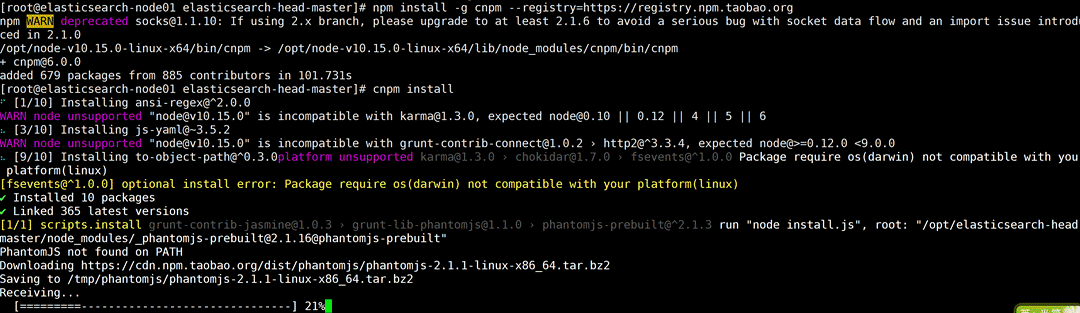 [root@elasticsearch-node01 elasticsearch-head-master]# npm install -g cnpm --registry=https://registry.npm.taobao.org
npm WARN deprecated socks@1.1.10: If using 2.x branch, please upgrade to at least 2.1.6 to avoid a serious bug with socket data flow and an import issue introdu
ced in 2.1.0
/opt/node-v10.15.0-linux-x64/bin/cnpm -> /opt/node-v10.15.0-linux-x64/lib/node_modules/cnpm/bin/cnpm
+ cnpm@6.0.0
added 679 packages from 885 contributors in 101.731s
[root@elasticsearch-node01 elasticsearch-head-master]# cnpm install
[1/10] Installing ansi-regex@^2.0.0
WARN node unsupported "node@v10.15.0" is incompatible with karma@1.3.0, expected node@0.10 || 0.12 || 4 || 5 || 6
[3/10] Installing js-yaml@~3.5.2
WARN node unsupported "node@v10.15.0" is incompatible with grunt-contrib-connect@1.0.2 › http2@^3.3.4, expected node@>=0.12.0 <9.0.0
[9/10] Installing to-object-path@^0.3.0platform unsupported karma@1.3.0 › chokidar@1.7.0 › fsevents@^1.0.0 Package require os(darwin) not compatible with you
platform(linux)
[fsevents@^1.0.0] optional install error: Package require os(darwin) not compatible with your platform(linux)
✔ Installed 10 packages
✔ Linked 365 latest versions
[1/1] scripts.install grunt-contrib-jasmine@1.0.3 › grunt-lib-phantomjs@1.1.0 › phantomjs-prebuilt@^2.1.3 run "node install.js", root: "/opt/elasticsearch-head
master/node_modules/_phantomjs-prebuilt@2.1.16@phantomjs-prebuilt"
PhantomJS not found on PATH
Downloading https://cdn.npm.taobao.org/dist/phantomjs/phantomjs-2.1.1-linux-x86_64.tar.bz2
Saving to /tmp/phantomjs/phantomjs-2.1.1-linux-x86_64.tar.bz2
Receiving...
[=========-------------------------------] 21%